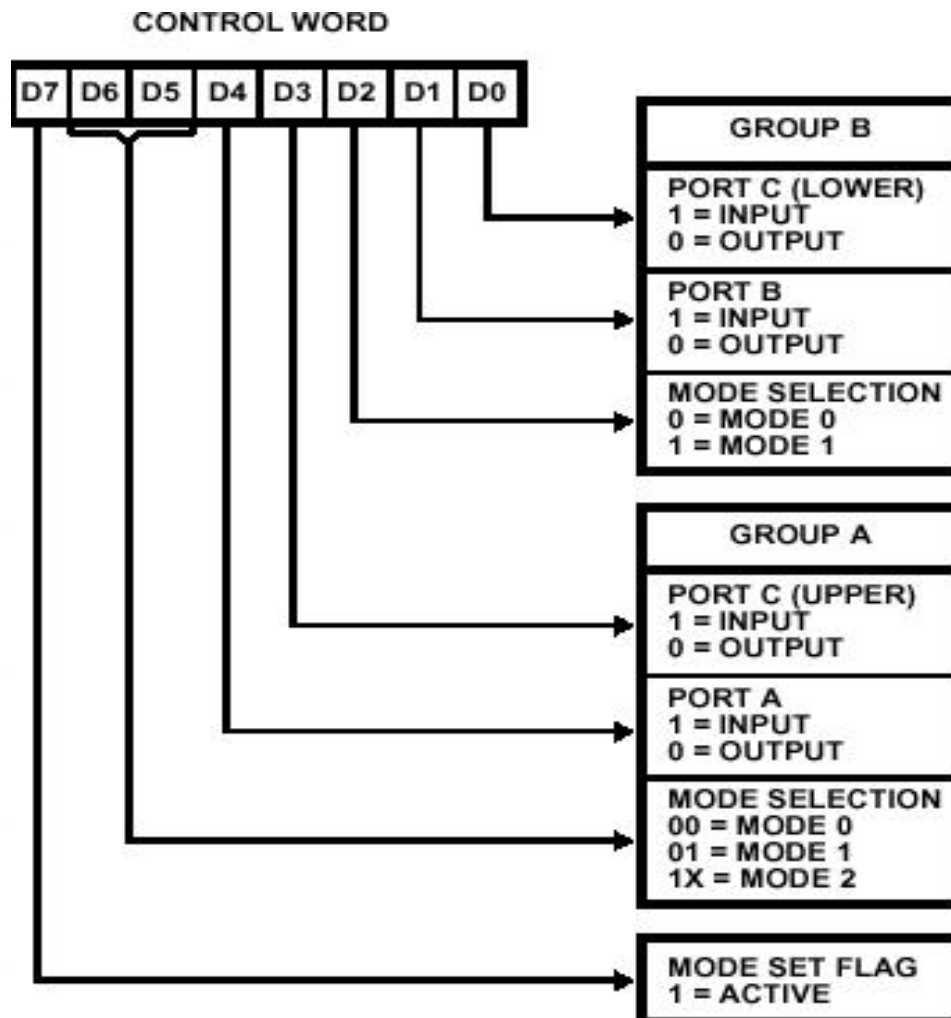 CONTROL WORD
D7 D6 D5 D4 D3 D2 D1 D0
GROUP B
PORT C (LOWER)
1 = INPUT
0 = OUTPUT
PORT B
1 = INPUT
0 = OUTPUT
MODE SELECTION
0 = MODE 0
1 = MODE 1
GROUP A
PORT C (UPPER)
1 = INPUT
0 = OUTPUT
PORT A
1 = INPUT
0 = OUTPUT
MODE SELECTION
00 = MODE 0
01 = MODE 1
1X = MODE 2
MODE SET FLAG
1 = ACTIVE